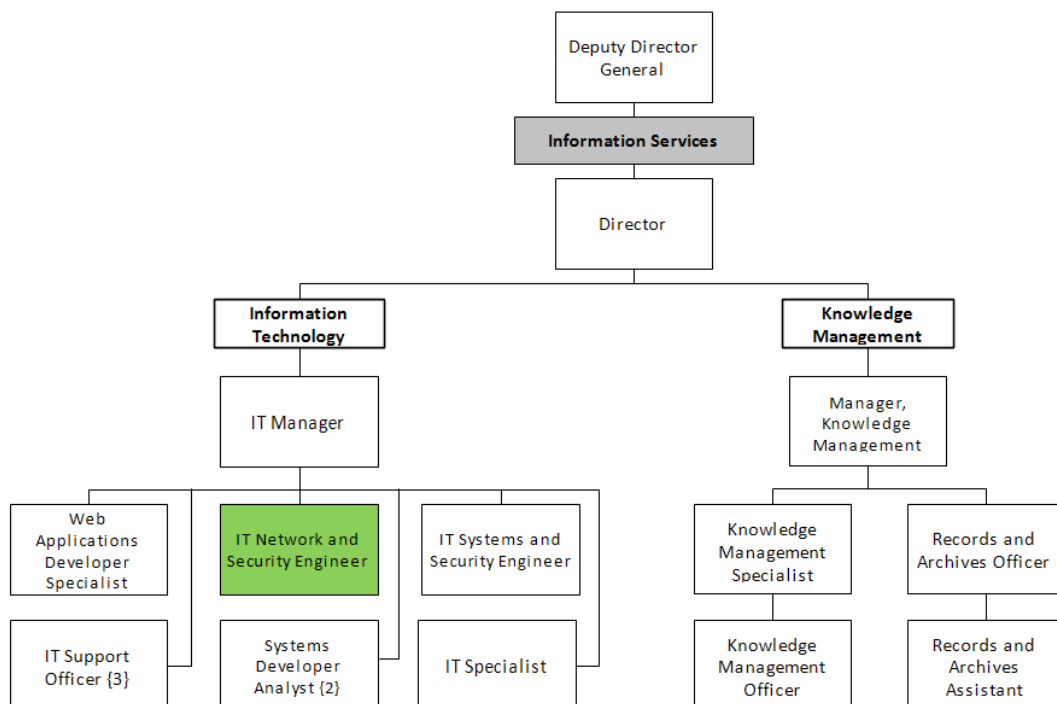 Deputy Director
General
Information Services
Director
Information
Technology
Knowledge
Management
IT Manager
Manager,
Knowledge
Management
Web
Applications
Developer
Specialist
IT Network and
Security Engineer
IT Systems and
Security Engineer
Knowledge
Management
Specialist
Records and
Archives Officer
IT Support
Officer {3}
Systems
Developer
Analyst {2}
IT Specialist
Knowledge
Management
Officer
Records and
Archives
Assistant